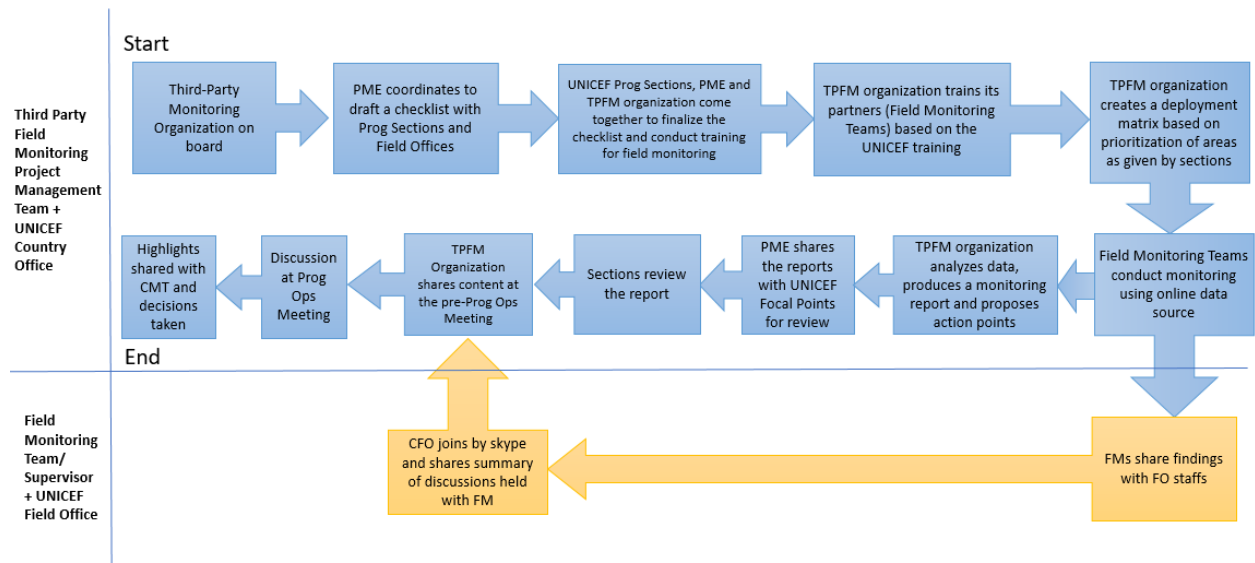 Start
Third Party
Field
Monitoring
Project
Management
Team +
UNICEF
Country
Office
Third-Party
Monitoring
Organization on
board
PME coordinates to
draft a checklist with
Prog Sections and
Field Offices
UNICEF Prog Sections, PME and
TPFM organization come
together to finalize the
checklist and conduct training
for field monitoring
TPFM organization trains its
partners (Field Monitoring
Teams) based on the
UNICEF training
TPFM organization
creates a deployment
matrix based on
prioritization of areas
as given by sections
Field Monitoring Teams
conduct monitoring
using online data
source
TPFM organization
analyzes data,
produces a monitoring
report and proposes
action points
PME shares
the reports
with UNICEF
Focal Points
for review
Sections review
the report
TPFM
Organization
shares content at
the pre-Prog Ops
Meeting
Discussion
at Prog
Ops
Meeting
Highlights
shared with
CMT and
decisions
taken
End
Field
Monitoring
Team/
Supervisor
+ UNICEF
Field Office
FMs share findings
with FO staffs
CFO joins by skype
and shares summary
of discussions held
with FM